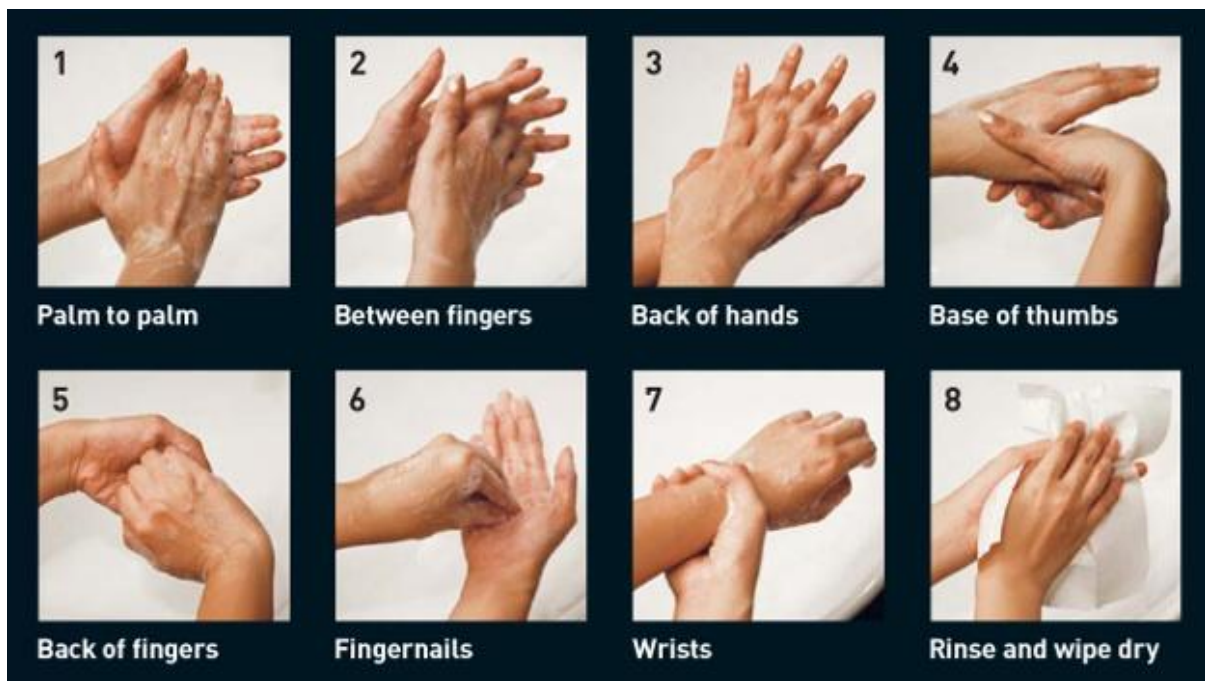 1
2
3
4
Palm to palm
Between fingers
Back of hands
Base of thumbs
5
6
7
8
Back of fingers
Fingernails
Wrists
Rinse and wipe dry